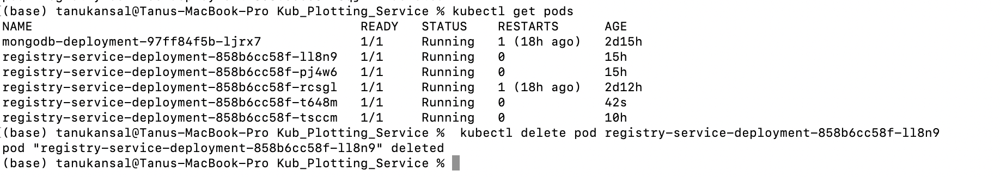 (base) tanukansal@Tanus-MacBook-Pro Kub_Plotting_Service % kubectl get pods
NAME READY STATUS RESTARTS AGE
mongodb-deployment-97ff84f5b-ljrx7 1/1 Running 1 (18h ago) 2d15h
registry-service-deployment-858b6cc58f-ll8n9 1/1 Running 0 15h
registry-service-deployment-858b6cc58f-pj4w6 1/1 Running 0 15h
registry-service-deployment-858b6cc58f-rcsgl 1/1 Running 1 (18h ago) 2d12h
registry-service-deployment-858b6cc58f-t648m 1/1 Running 0 42s
registry-service-deployment-858b6cc58f-tsccm 1/1 Running 0 10h
(base) tanukansal@Tanus-MacBook-Pro Kub_Plotting_Service % kubectl delete pod registry-service-deployment-858b6cc58f-ll8n9
pod "registry-service-deployment-858b6cc58f-ll8n9" deleted
(base) tanukansal@Tanus-MacBook-Pro Kub_Plotting_Service %